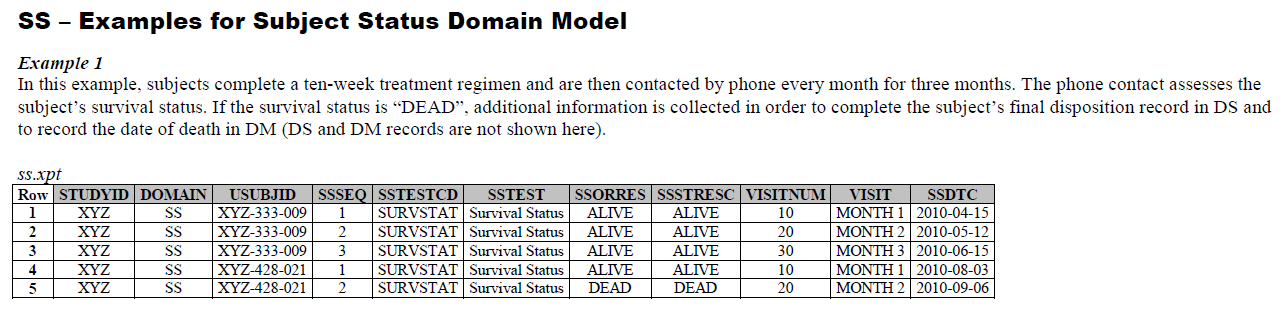 SS – Examples for Subject Status Domain Model
Example 1
In this example, subjects complete a ten-week treatment regimen and are then contacted by phone every month for three months. The phone contact assesses the
subject’s survival status. If the survival status is “DEAD”, additional information is collected in order to complete the subject’s final disposition record in DS and
to record the date of death in DM (DS and DM records are not shown here).
ss.xpt
Row STUDYID DOMAIN USUBJID SSSEQ SSTESTCD SSTEST SSORRES SSSTRESC VISITNUM VISIT SSDTC
1 XYZ SS XYZ-333-009 1 SURVSTAT Survival Status ALIVE ALIVE 10 MONTH 1 2010-04-15
2 XYZ SS XYZ-333-009 2 SURVSTAT Survival Status ALIVE ALIVE 20 MONTH 2 2010-05-12
3 XYZ SS XYZ-333-009 3 SURVSTAT Survival Status ALIVE ALIVE 30 MONTH 3 2010-06-15
4 XYZ SS XYZ-428-021 1 SURVSTAT Survival Status ALIVE ALIVE 10 MONTH 1 2010-08-03
5 XYZ SS XYZ-428-021 2 SURVSTAT Survival Status DEAD DEAD 20 MONTH 2 2010-09-06